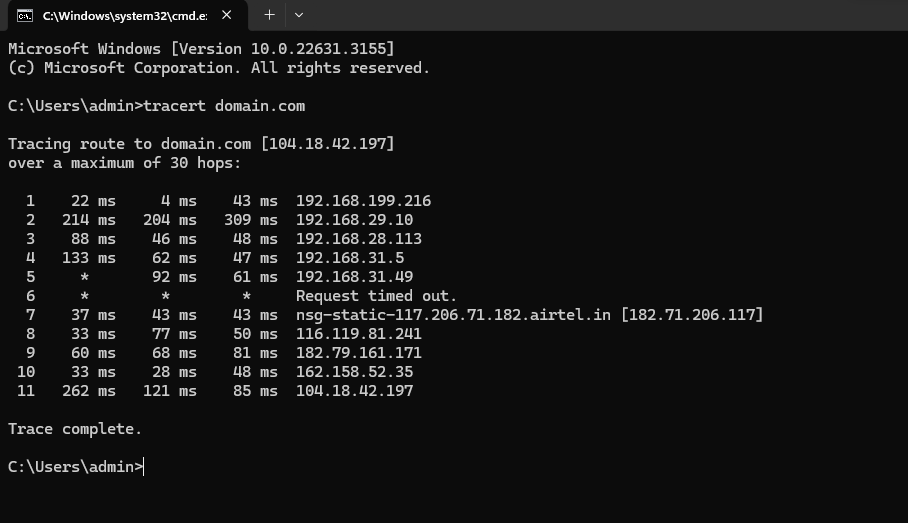 C:\Windows\system32\cmd.e:
Microsoft Windows [Version 10.0.22631.3155]
(c) Microsoft Corporation. All rights reserved.
C:\Users\admin>tracert domain.com
Tracing route to domain.com [104.18.42.197]
over a maximum of 30 hops:
1 22 ms 4 ms 43 ms 192.168.199.216
2 214 ms 204 ms 309 ms 192.168.29.10
3 88 ms 46 ms 48 ms 192.168.28.113
4 133 ms 62 ms 47 ms 192.168.31.5
5 * 92 ms 61 ms 192.168.31.49
6 * * * Request timed out.
7 37 ms 43 ms 43 ms nsg-static-117.206.71.182.airtel.in [182.71.206.117]
8 33 ms 77 ms 50 ms 116.119.81.241
9 60 ms 68 ms 81 ms 182.79.161.171
10 33 ms 28 ms 48 ms 162.158.52.35
11 262 ms 121 ms 85 ms 104.18.42.197
Trace complete.
C:\Users\admin>